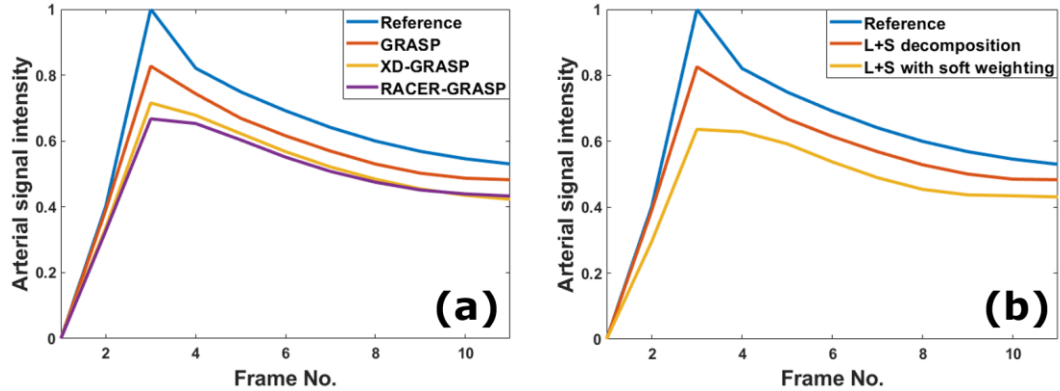 Arterial signal intensity
1
0.8
0.6
0.4
0.2
0
2
4
6
8
10
Frame No.
Reference
GRASP
XD-GRASP
RACER-GRASP
(a)
Arterial signal intensity
1
0.8
0.6
0.4
0.2
0
2
4
6
8
10
Frame No.
Reference
L+S decomposition
L+S with soft weighting
(b)